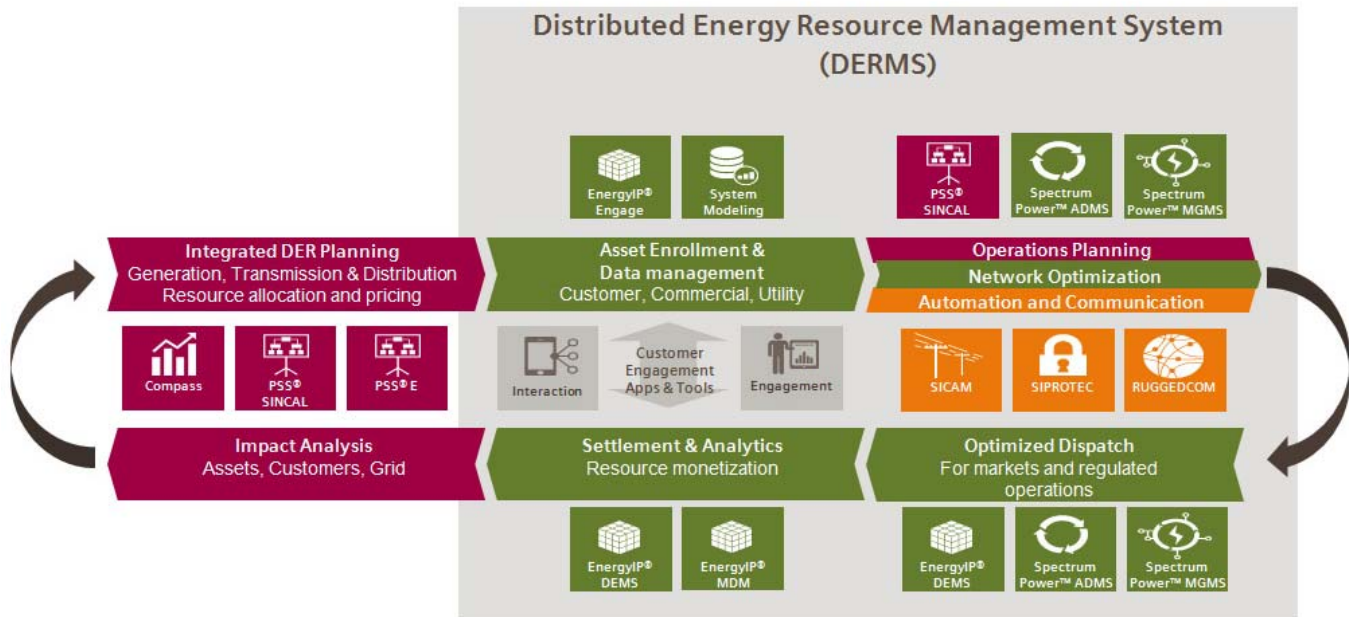 Distributed Energy Resource Management System
(DERMS)
EnergyIP®
Engage
System
Modeling
PSS®
SINCAL
Spectrum
Power™ ADMS
Spectrum
Power™ MGMS
Integrated DER Planning
Generation, Transmission & Distribution
Resource allocation and pricing
Asset Enrollment &
Data management
Customer, Commercial, Utility
Operations Planning
Network Optimization
Automation and Communication
Compass
PSS®
SINCAL
PSS®E
Interaction
Customer
Engagement
Apps & Tools
Engagement
SICAM
SIPROTEC
RUGGEDCOM
Impact Analysis
Assets, Customers, Grid
Settlement & Analytics
Resource monetization
Optimized Dispatch
For markets and regulated
operations
EnergyIP®
DEMS
EnergyIP®
MDM
EnergyIP®
DEMS
Spectrum
Power™ ADMS
Spectrum
Power™ MGMS